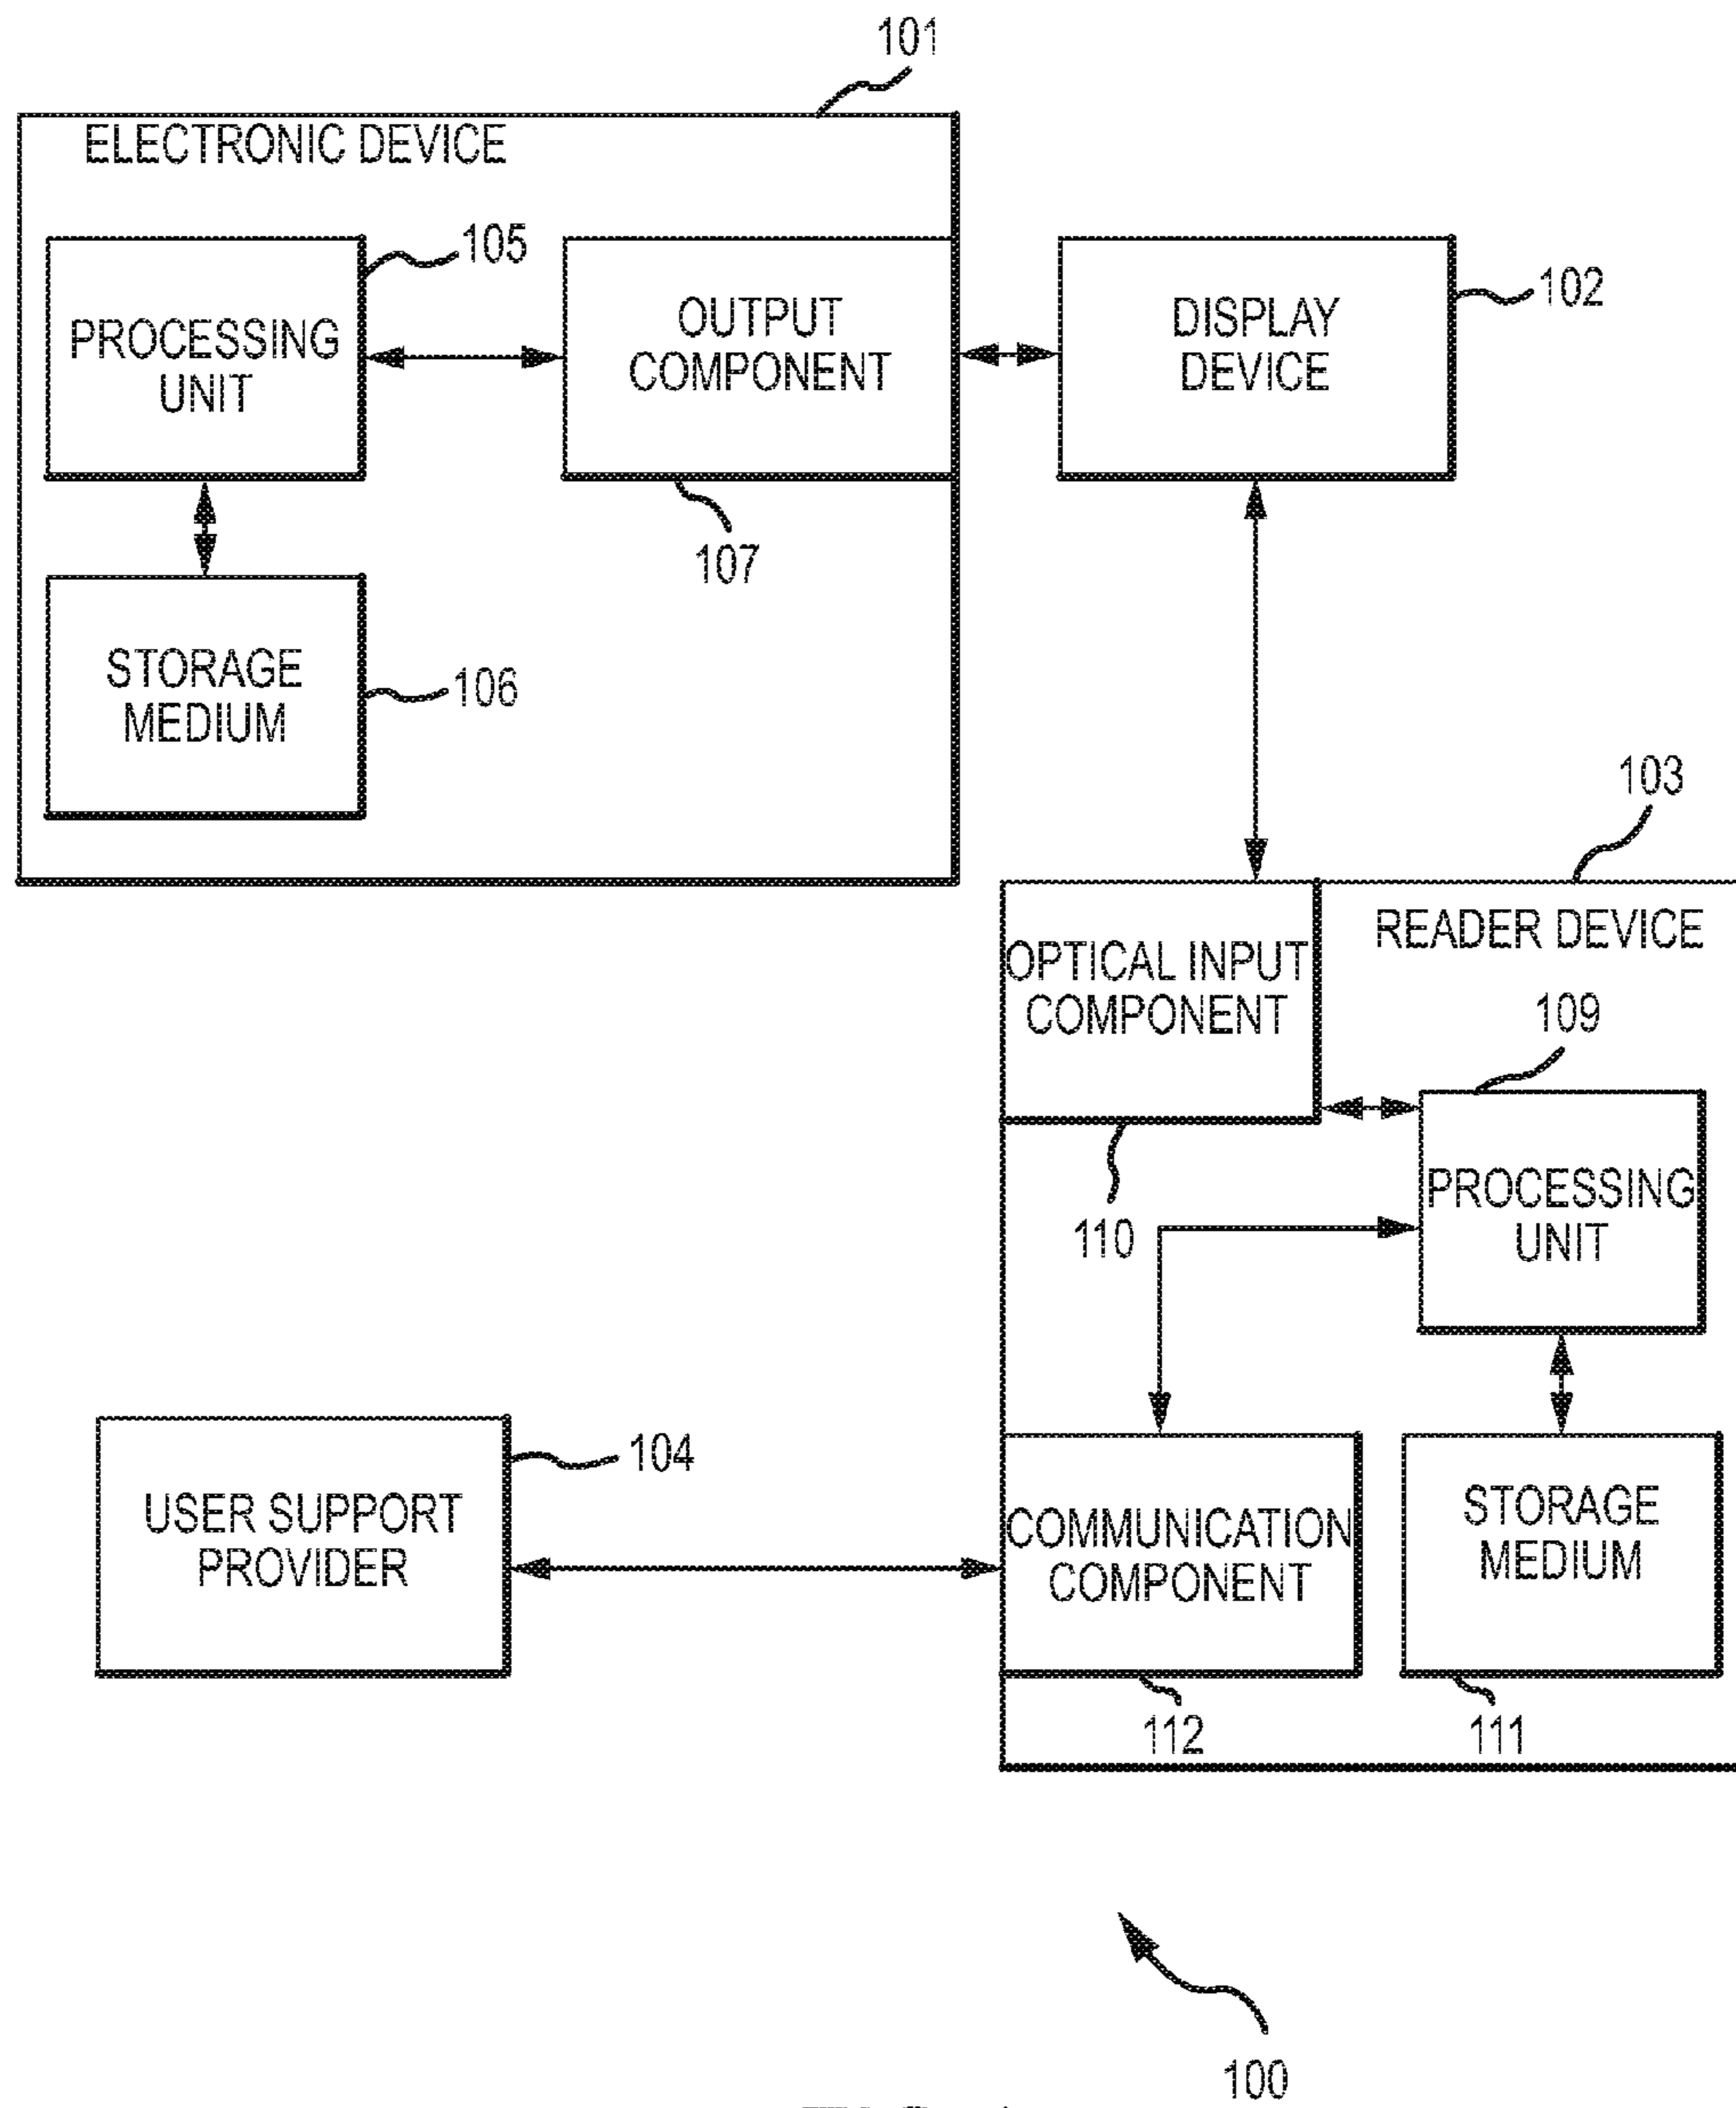 101
ELECTRONIC DEVICE
105
PROCESSING
UNIT
OUTPUT
COMPONENT
107
DISPLAY
DEVICE
102
STORAGE
MEDIUM
106
103
READER DEVICE
OPTICAL INPUT
COMPONENT
110
109
PROCESSING
UNIT
USER SUPPORT
PROVIDER
104
COMMUNICATION
COMPONENT
112
STORAGE
MEDIUM
111
100